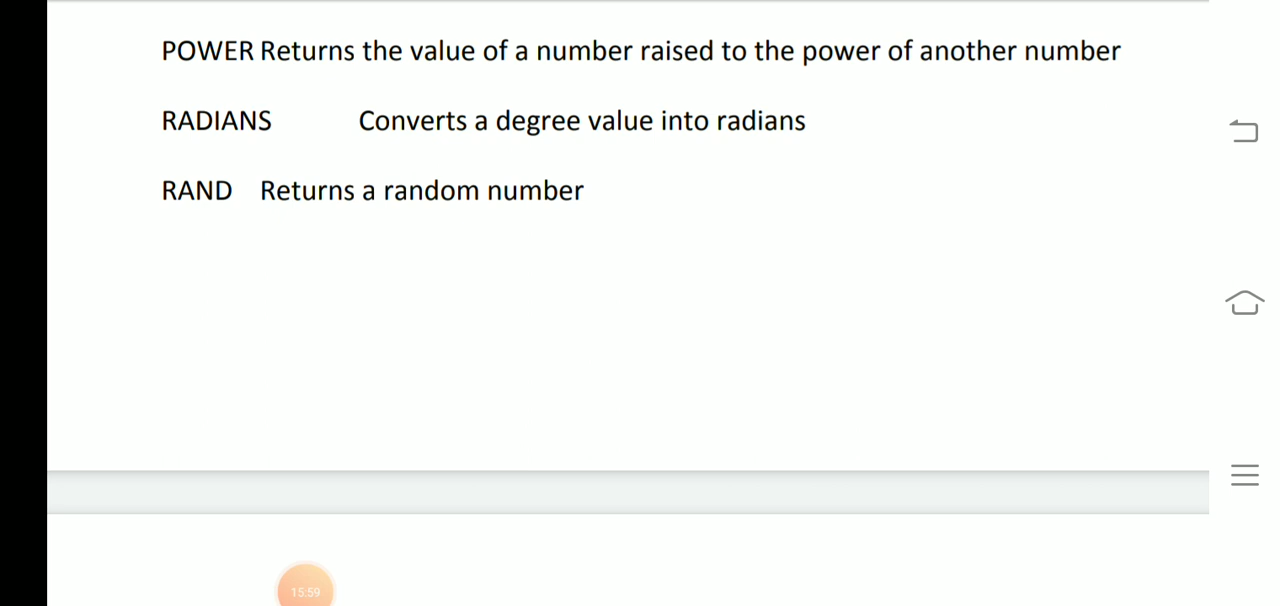 POWER Returns the value of a number raised to the power of another number
RADIANS Converts a degree value into radians
RAND Returns a random number
15:59